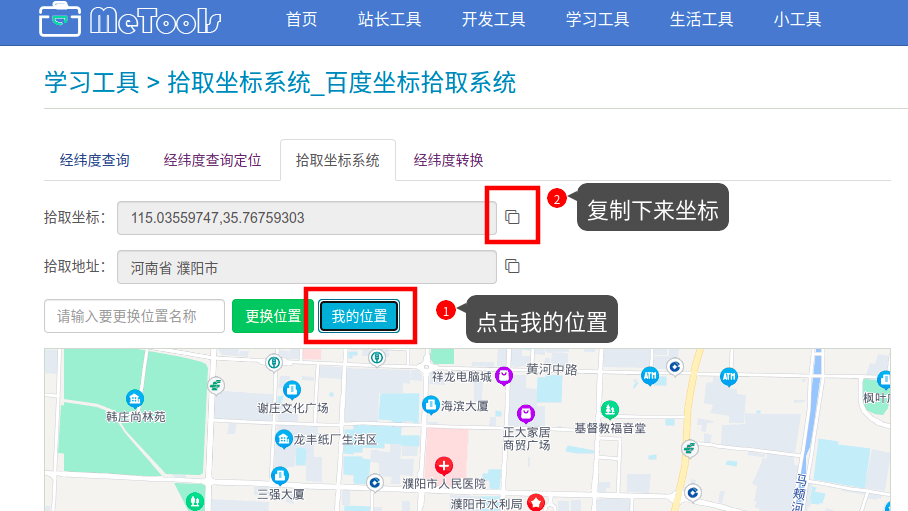 MeTools 首页 站长工具 开发工具 学习工具 生活工具 小工具
学习工具 > 拾取坐标系统_百度坐标拾取系统
经纬度查询 经纬度查询定位 拾取坐标系统 经纬度转换
拾取坐标： 115.03559747,35.76759303
2 复制下来坐标
拾取地址： 河南省 濮阳市
请输入要更换位置名称 更换位置 我的位置
1 点击我的位置
祥龙电脑城
黄河中路
ATM
ATM
韩庄尚林苑
谢庄文化广场
海滨大厦
枫叶广
龙丰纸厂生活区
正大家居
商贸广场
基督教福音堂
三强大厦
濮阳市人民医院
濮阳市水利局
马颊河